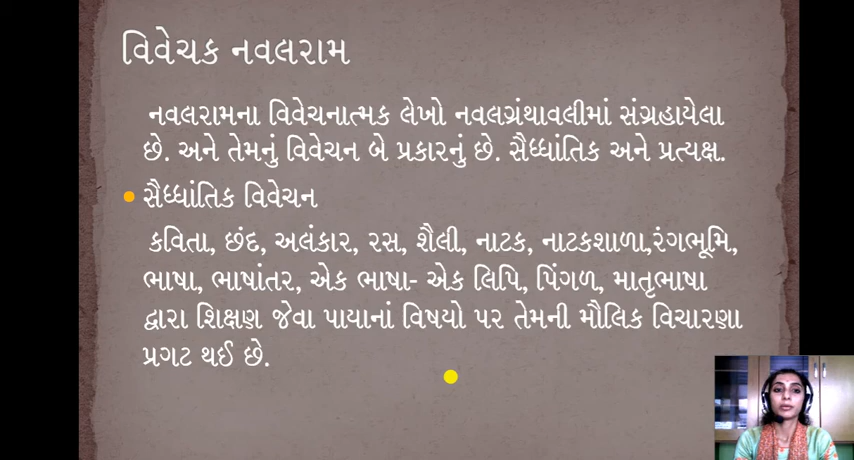 વિવેચક નવલરામ
નવલરામના વિવેચનાત્મક લેખો નવલગ્રંથાવલીમાં સંગ્રહાયેલા
છે. અને તેમનું વિવેચન બે પ્રકારનું છે. સૈધ્ધાંતિક અને પ્રત્યક્ષ.
સૈધ્ધાંતિક વિવેચન
કવિતા, છંદ, અલંકાર, રસ, શૈલી, નાટક, નાટકશાળા,રંગભૂમિ,
ભાષા, ભાષાંતર, એક ભાષા- એક લિપિ, પિંગળ, માતૃભાષા
દ્વારા શિક્ષણ જેવા પાયાનાં વિષયો પર તેમની મૌલિક વિચારણા
પ્રગટ થઈ છે.